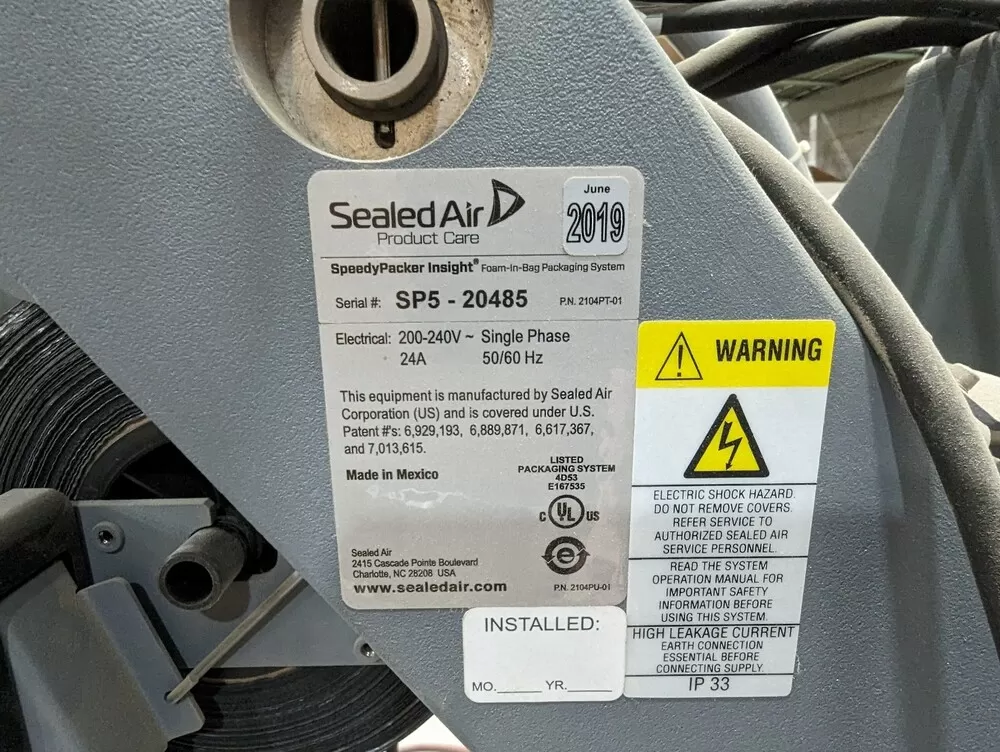 Sealed Air
Product Care
June
2019
SpeedyPacker Insight® Foam-In-Bag Packaging System
Serial #: SP5 - 20485 P.N. 2104PT-01
Electrical: 200-240V ~ Single Phase
24A 50/60 Hz
This equipment is manufactured by Sealed Air
Corporation (US) and is covered under U.S.
Patent #'s: 6,929,193, 6,889,871, 6,617,367,
and 7,013,615.
Made in Mexico
LISTED
PACKAGING SYSTEM
4D53
E167535
C UL US
e
Sealed Air
2415 Cascade Pointe Boulevard
Charlotte, NC 28208 USA
www.sealedair.com
P.N. 2104PU-01
INSTALLED:
MO.______ YR.______
WARNING
ELECTRIC SHOCK HAZARD.
DO NOT REMOVE COVERS.
REFER SERVICE TO
AUTHORIZED SEALED AIR
SERVICE PERSONNEL.
READ THE SYSTEM
OPERATION MANUAL FOR
IMPORTANT SAFETY
INFORMATION BEFORE
USING THIS SYSTEM.
HIGH LEAKAGE CURRENT
EARTH CONNECTION
ESSENTIAL BEFORE
CONNECTING SUPPLY.
IP 33